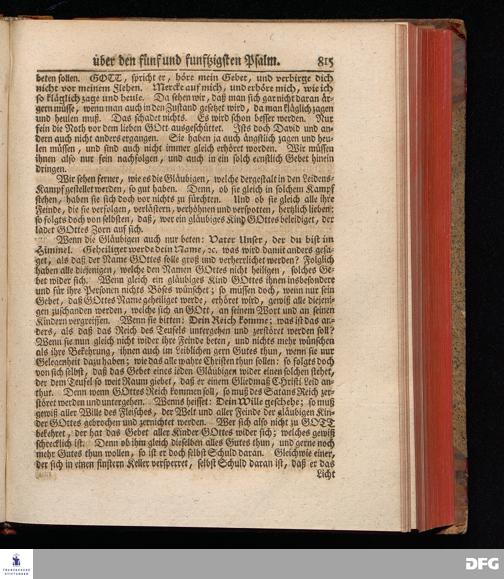 über den fünf und funfzigsten Psalm. 815
beten sollen. GOTT, spricht er, höre mein Gebet, und verbirge dich
nicht vor meinem Flehen. Mercke auf mich, und erhöre mich, wie ich
so kläglich zage und heule. Da sehen wir, daß man sich gar nicht daran är-
gern müsse, wenn man auch in den Zustand gesetzet wird, da man kläglich zagen
und heulen muß. Das schadet nichts. Es wird schon besser werden. Nur
fein die Noth vor dem lieben GOtt ausgeschüttet. Ists doch David und an-
dern auch nicht anders ergangen. Sie haben ja auch ängstlich zagen und heu-
len müssen, und sind auch nicht immer gleich erhöret worden. Wir müssen
ihnen also nur fein nachfolgen, und auch in ein solch ernstlich Gebet hinein
dringen.
Wir sehen ferner, wie es die Gläubigen, welche dergestalt in den Leidens-
Kampf gestellet werden, so gut haben. Denn, ob sie gleich in solchem Kampf
stehen, haben sie sich doch vor nichts zu fürchten. Und ob sie gleich alle ihre
Feinde, die sie verfolgen, verlästern, verhöhnen und verspotten, herzlich lieben:
so folgts doch von selbsten, daß, wer ein gläubiges Kind GOttes beleidiget, der
ladet GOttes Zorn auf sich.
Wenn die Gläubigen auch nur beten: Vater Unser, der du bist im
Himmel. Geheiliget werde dein Name, ꝛc. was wird damit anders gesa-
get, als daß der Name GOttes solle groß und verherrlichet werden? Folglich
haben alle diejenigen, welche den Namen GOttes nicht heiligen, solches Ge-
bet wider sich. Wenn gleich ein gläubiges Kind GOttes ihnen insbesondere
und für ihre Personen nichts Böses wünschet; so müssen doch, wenn nur sein
Gebet, daß GOttes Name geheiliget werde, erhöret wird, gewiß alle diejeni-
gen zuschanden werden, welche sich an GOtt, an seinem Wort und an seinen
Kindern vergreiffen. Wenn sie bitten: Dein Reich komme; was ist das an-
ders, als daß das Reich des Teufels untergehen und zerstöret werden soll?
Wenn sie nun gleich nicht wider ihre Feinde beten, und nichts mehr wünschen
als ihre Bekehrung, ihnen auch im Leiblichen gern Gutes thun, wenn sie nur
Gelegenheit dazu haben; wie das alle wahre Christen thun sollen: so folgts doch
von sich selbst, daß das Gebet eines ieden Gläubigen wider einen solchen stehet,
der dem Teufel so weit Raum giebet, daß er einem Gliedmaß Christi Leid an-
thut. Denn wenn GOttes Reich kommen soll, so muß des Satans Reich zer-
störet werden und untergehen. Wenns heisset: Dein Wille geschehe; so muß
gewiß aller Wille des Fleisches, der Welt und aller Feinde der gläubigen Kin-
der GOttes gebrochen und zernichtet werden. Wer sich also nicht zu GOTT
bekehret, der hat das Gebet aller Kinder GOttes wider sich; welches gewiß
schrecklich ist. Denn ob ihm gleich dieselben alles Gutes thun, und gerne noch
mehr Gutes thun wollen, so ist er doch selbst Schuld daran. Gleichwie einer,
der sich in einen finstern Keller versperret, selbst Schuld daran ist, daß er das
Licht
FRANCKESCHE STIFTUNGEN
DFG